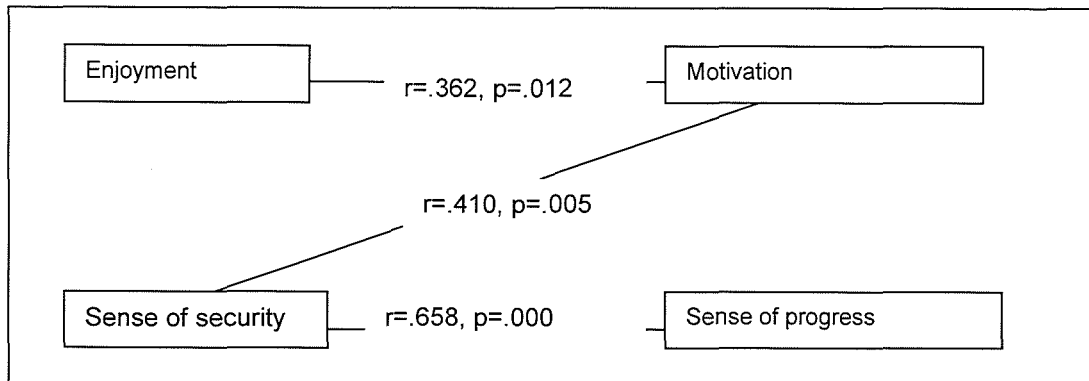 Enjoyment
r=.362, p=.012
Motivation
r=.410, p=.005
Sense of security
r=.658, p=.000
Sense of progress